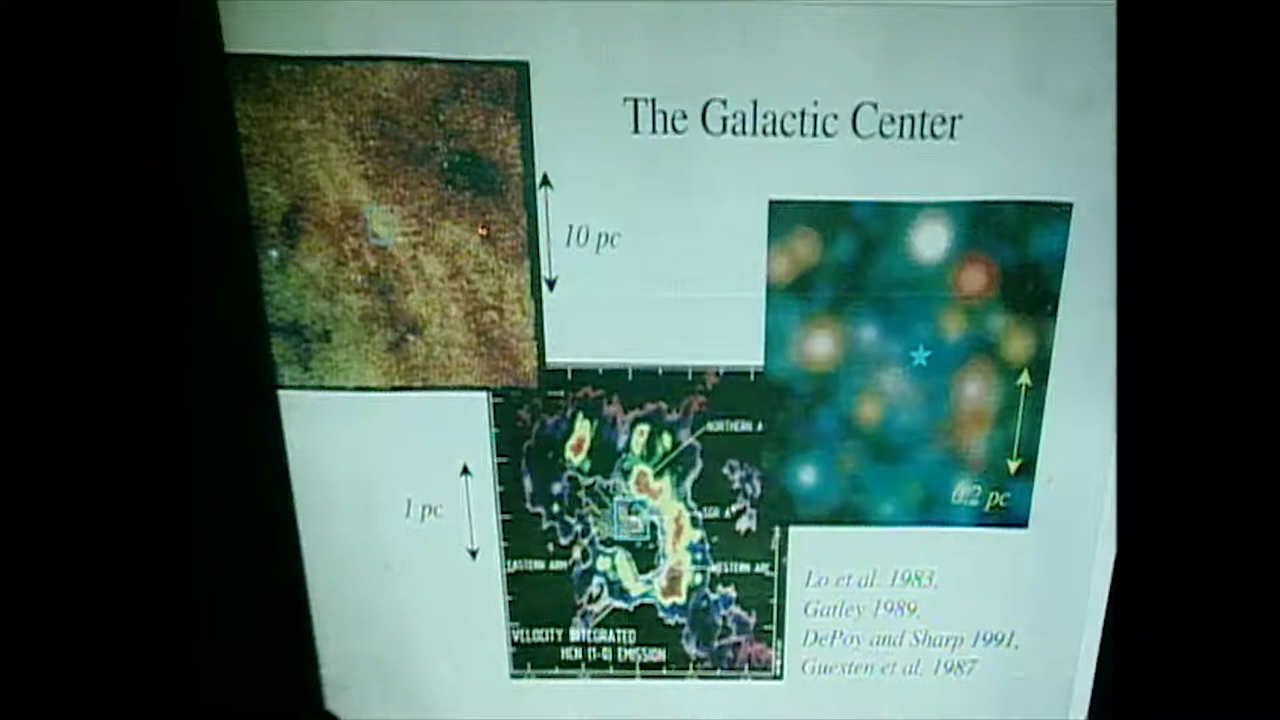 The Galactic Center
10 pc
NORTHERN A
1 pc
SGR A*
0.2 pc
EASTERN ARM
WESTERN ARC
Lo et al. 1983,
Gatley 1989,
DePoy and Sharp 1991,
Guesten et al. 1987
VELOCITY INTEGRATED
HCN (1-0) EMISSION